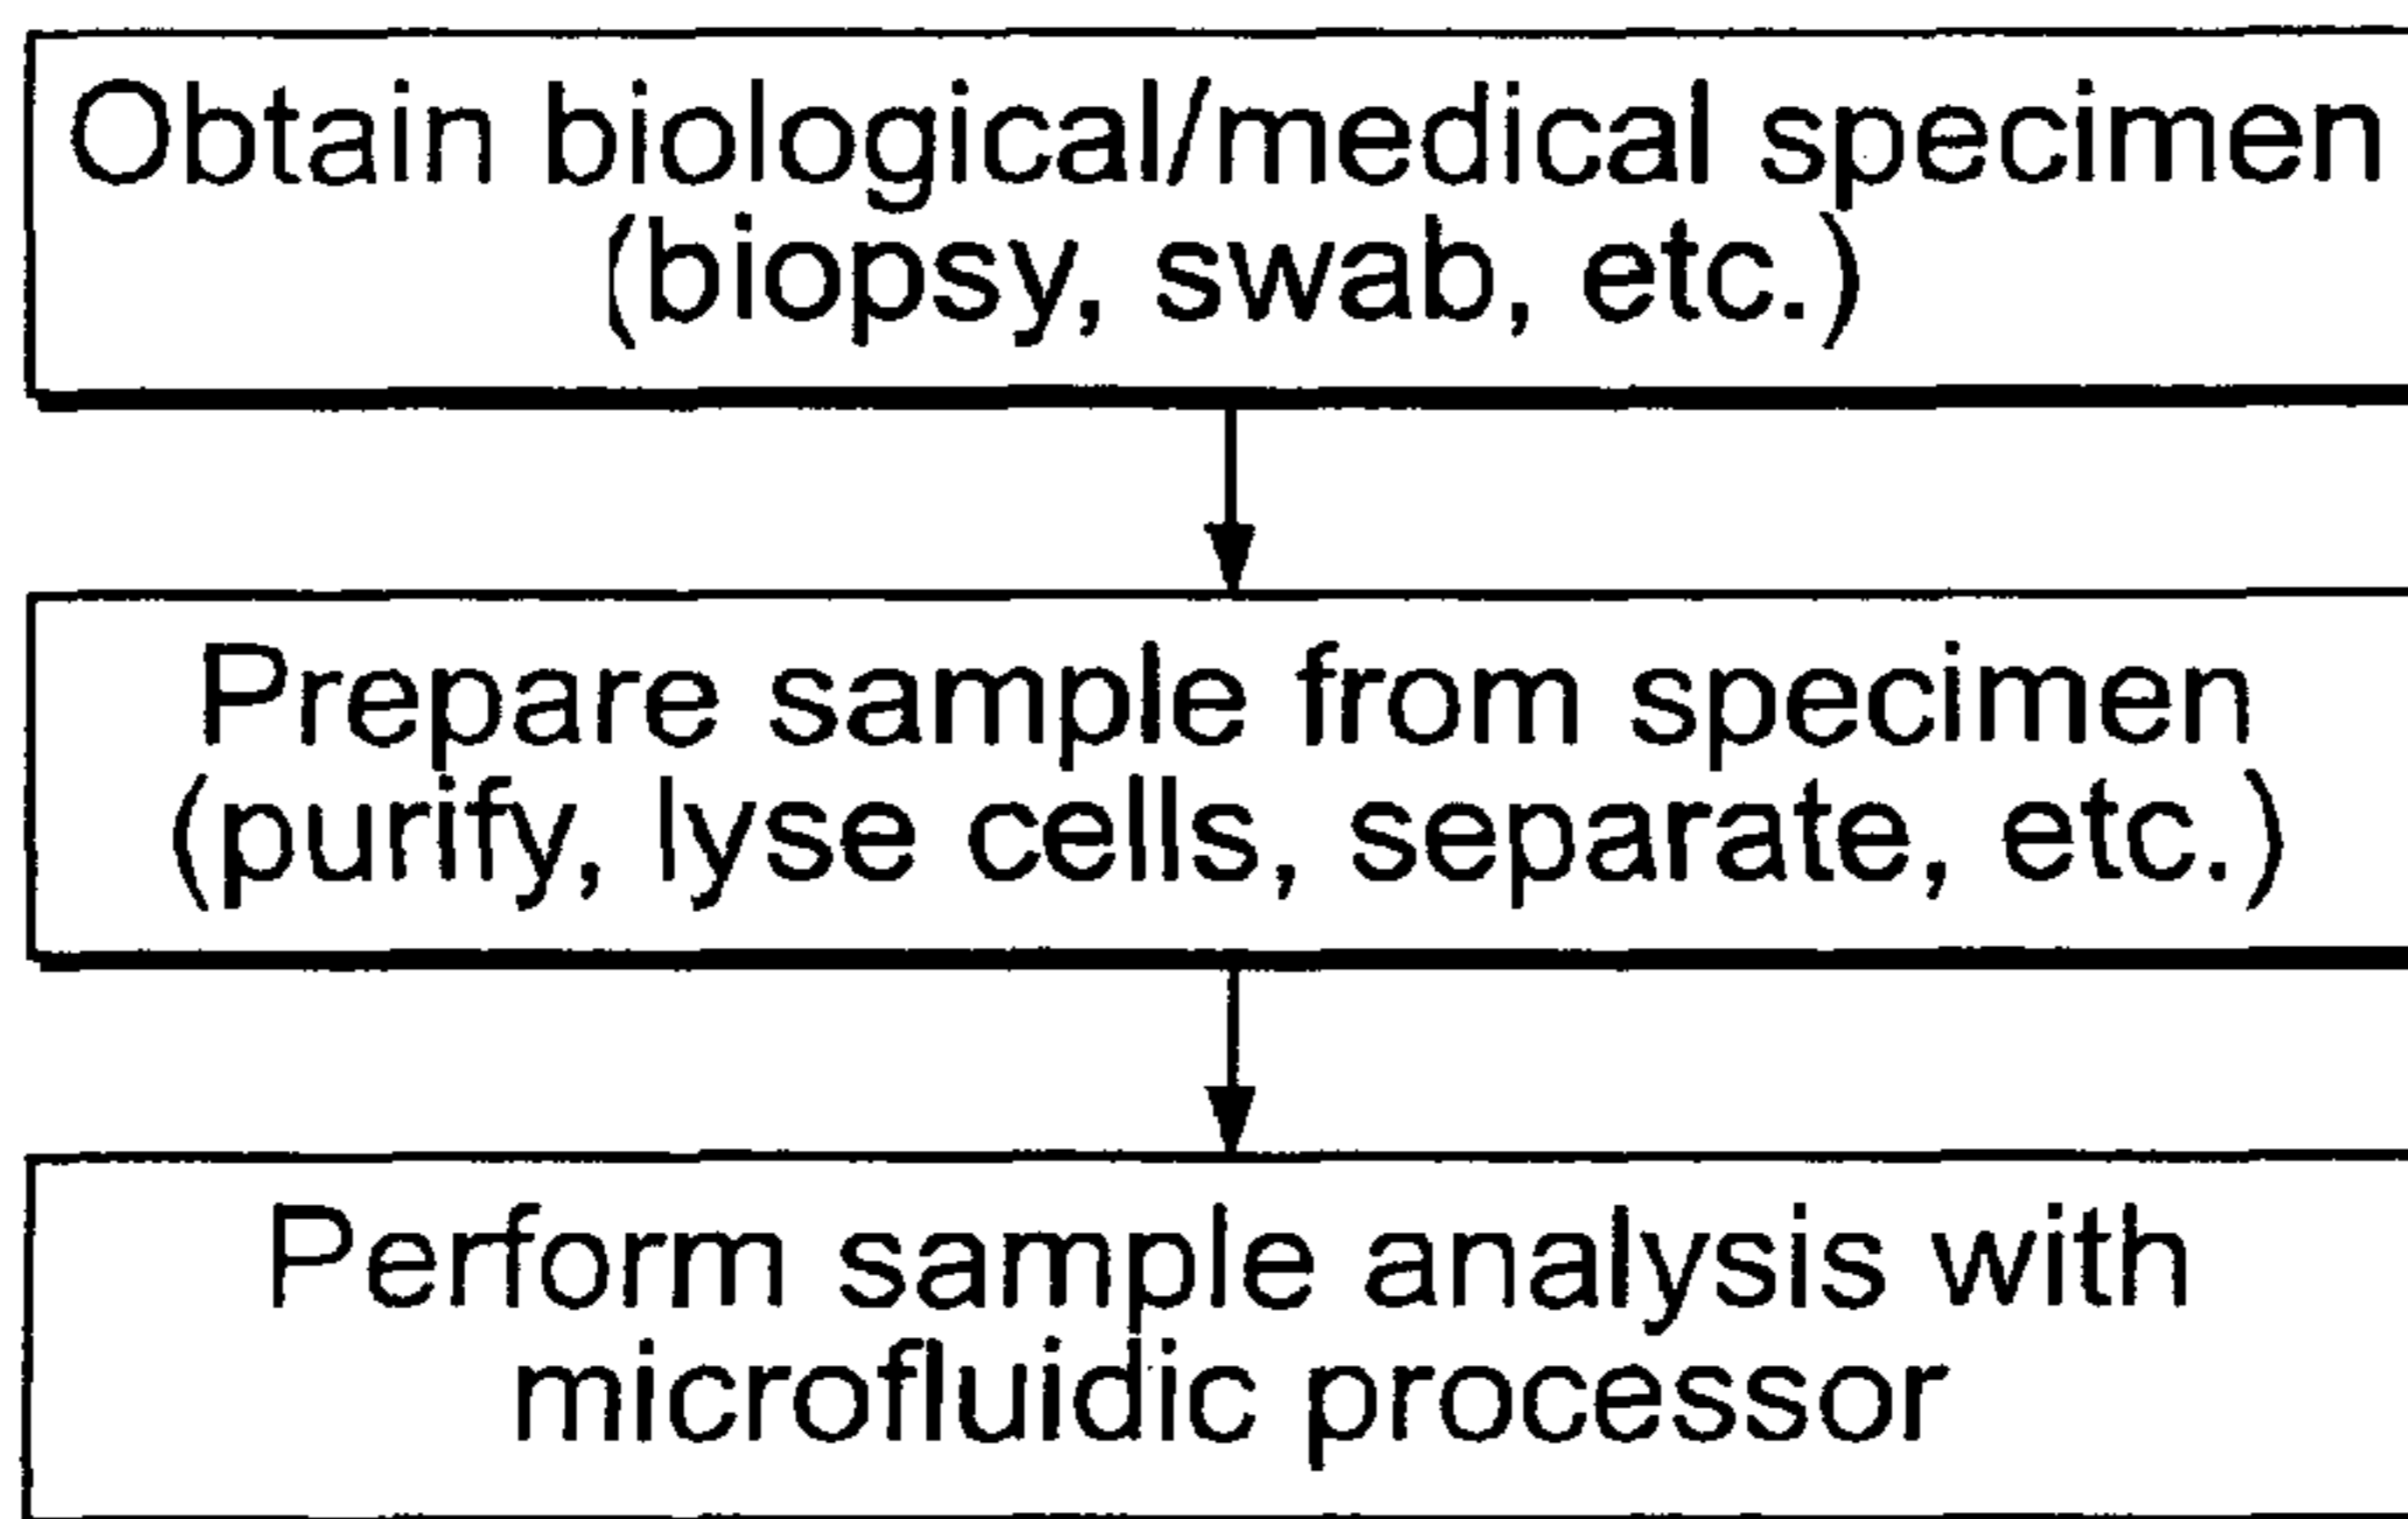 Obtain biological/medical specimen
(biopsy, swab, etc.)
Prepare sample from specimen
(purify, lyse cells, separate, etc.)
Perform sample analysis with
microfluidic processor